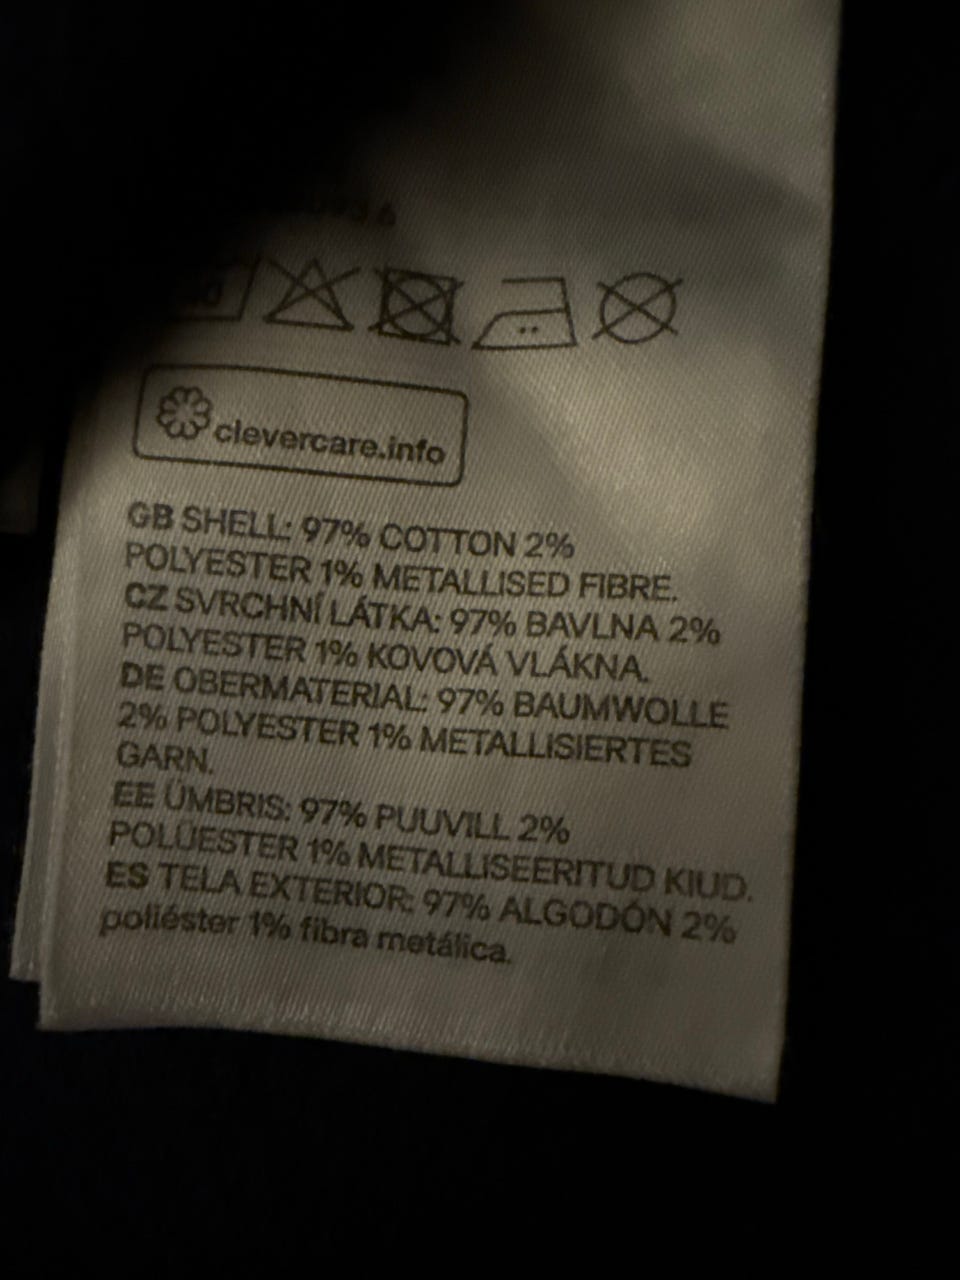 clevercare.info
GB SHELL: 97% COTTON 2%
POLYESTER 1% METALLISED FIBRE.
CZ SVRCHNÍ LÁTKA: 97% BAVLNA 2%
POLYESTER 1% KOVOVÁ VLÁKNA.
DE OBERMATERIAL: 97% BAUMWOLLE
2% POLYESTER 1% METALLISIERTES
GARN.
EE ÜMBRIS: 97% PUUVILL 2%
POLÜESTER 1% METALLISEERITUD KIUD.
ES TELA EXTERIOR: 97% ALGODÓN 2%
poliéster 1% fibra metálica.